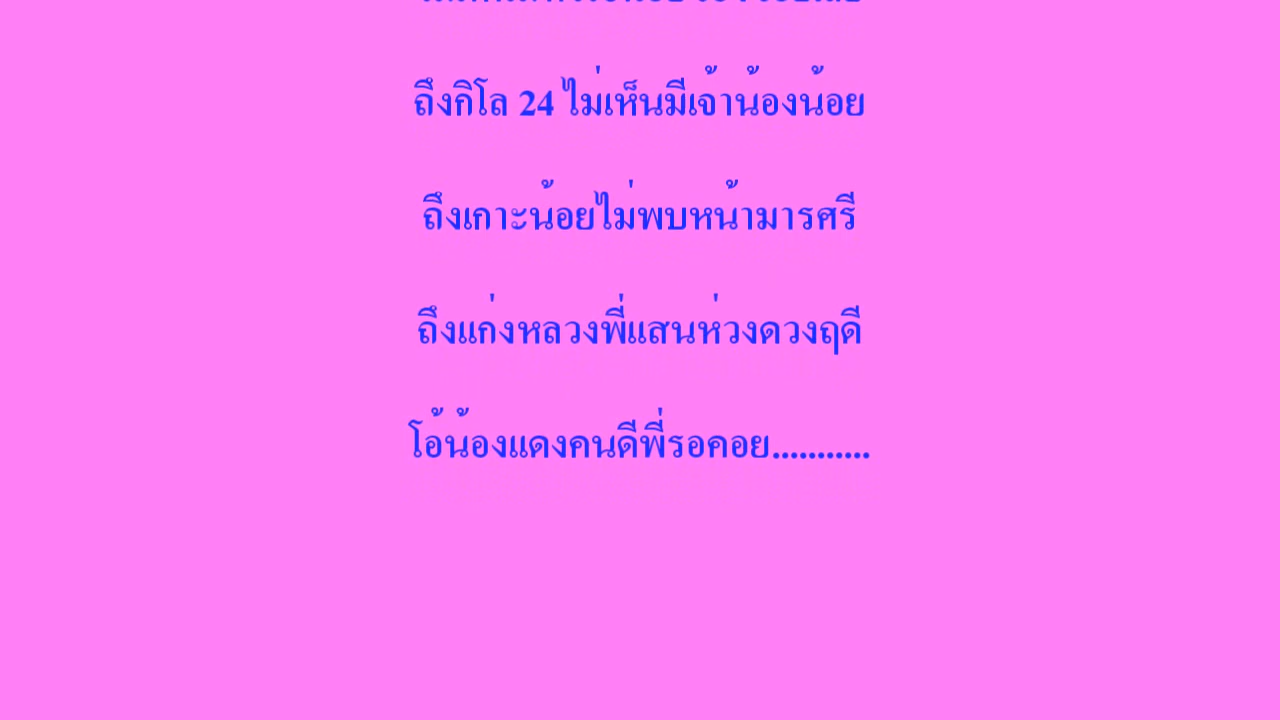 ถึงกิโล 24 ไม่เห็นมีเจ้าน้องน้อย
ถึงเกาะน้อยไม่พบหน้ามารศรี
ถึงแก่งหลวงพี่แสนห่วงดวงฤดี
โอ้น้องแดงคนดีพี่รอคอย...........